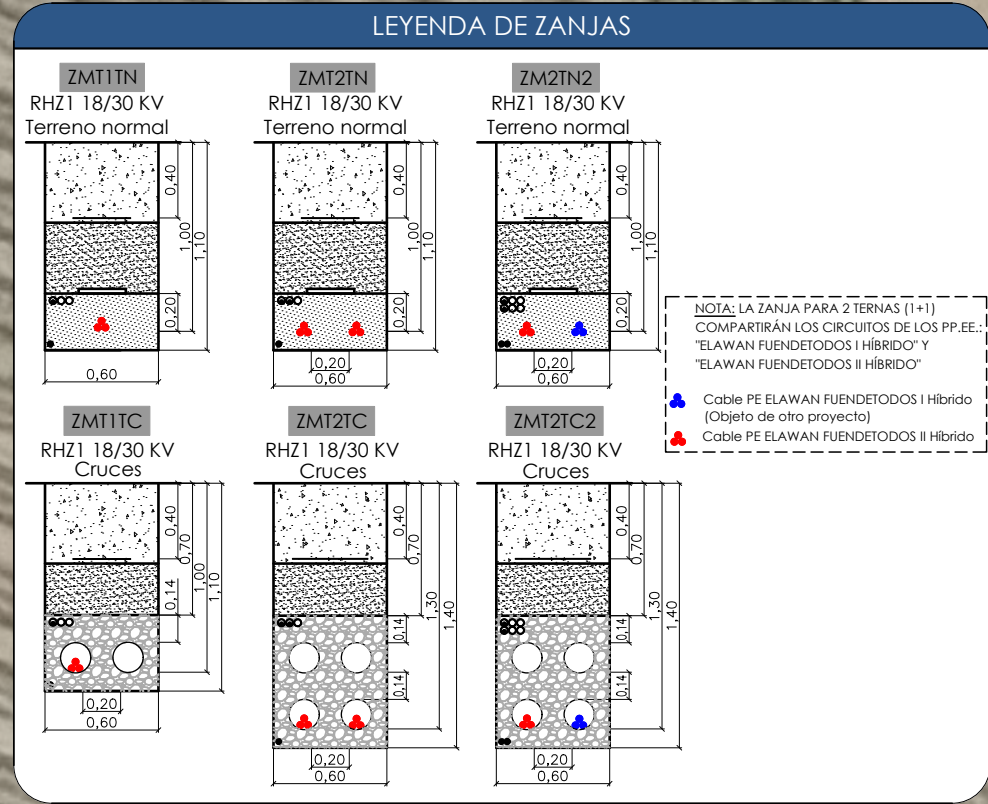 LEYENDA DE ZANJAS
ZMT1TN
RHZ1 18/30 KV
Terreno normal
0,40
1,00
1,10
0,20
0,60
ZMT2TN
RHZ1 18/30 KV
Terreno normal
0,40
1,00
1,10
0,20
0,20
0,60
ZM2TN2
RHZ1 18/30 KV
Terreno normal
0,40
1,00
1,10
0,20
0,20
0,60
NOTA: LA ZANJA PARA 2 TERNAS (1+1)
COMPARTIRÁN LOS CIRCUITOS DE LOS PP.EE.:
"ELAWAN FUENDETODOS I HÍBRIDO" Y
"ELAWAN FUENDETODOS II HÍBRIDO"
Cable PE ELAWAN FUENDETODOS I Híbrido
(Objeto de otro proyecto)
Cable PE ELAWAN FUENDETODOS II Híbrido
ZMT1TC
RHZ1 18/30 KV
Cruces
0,40
0,70
0,14
1,00
1,10
0,20
0,60
ZMT2TC
RHZ1 18/30 KV
Cruces
0,40
0,70
0,14
0,14
1,30
1,40
0,20
0,60
ZMT2TC2
RHZ1 18/30 KV
Cruces
0,40
0,70
0,14
0,14
1,30
1,40
0,20
0,60